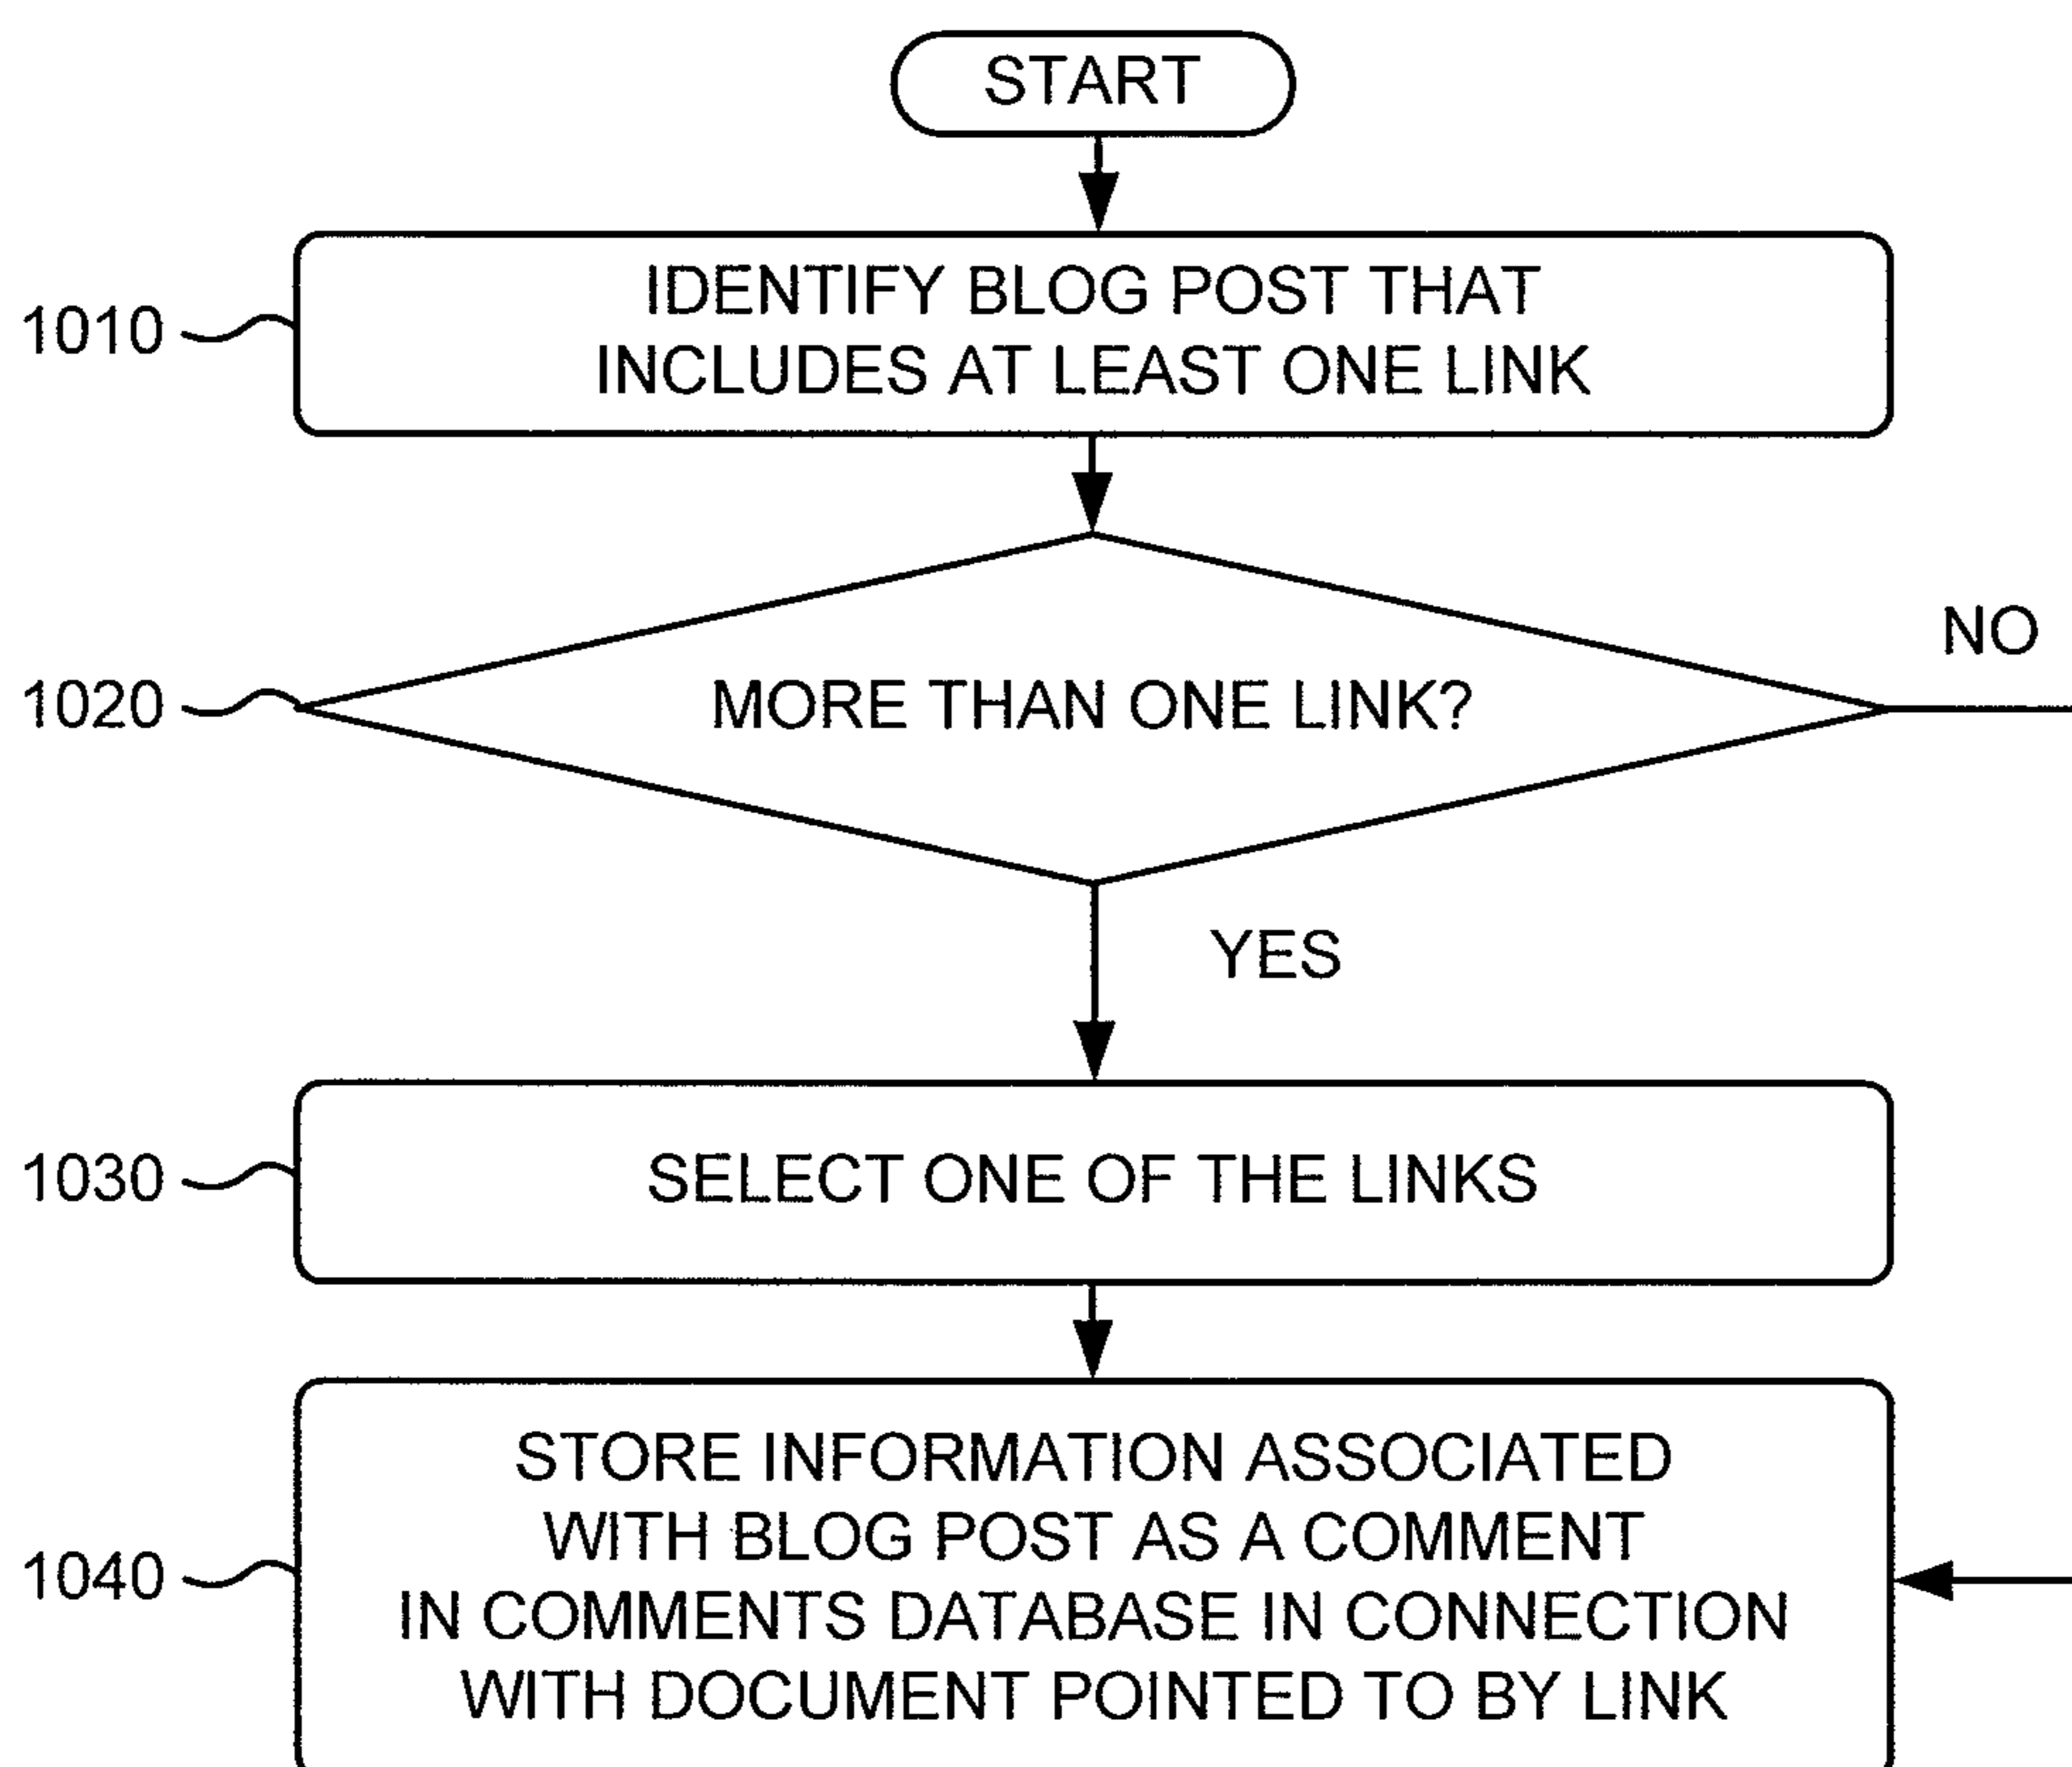 START
1010
IDENTIFY BLOG POST THAT
INCLUDES AT LEAST ONE LINK
1020
MORE THAN ONE LINK?
NO
YES
1030
SELECT ONE OF THE LINKS
1040
STORE INFORMATION ASSOCIATED
WITH BLOG POST AS A COMMENT
IN COMMENTS DATABASE IN CONNECTION
WITH DOCUMENT POINTED TO BY LINK